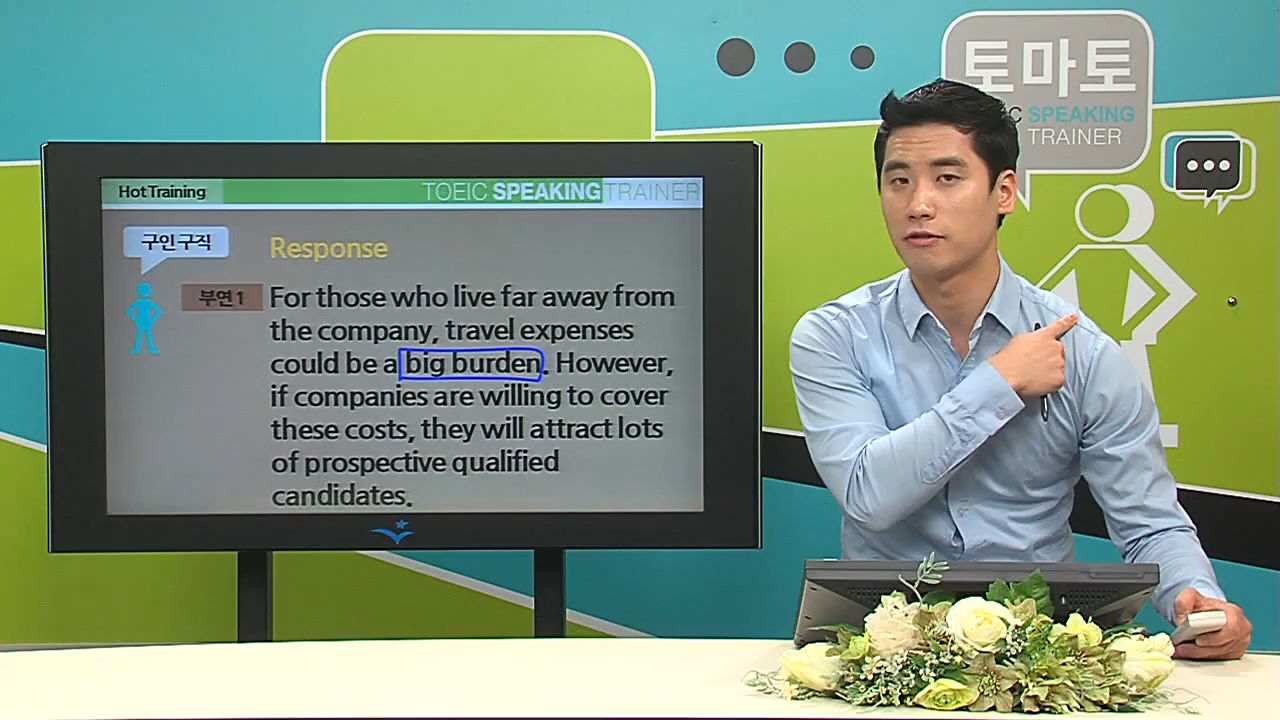 토마토
SPEAKING
TRAINER
Hot Training
TOEIC SPEAKING TRAINER
구인구직
Response
부연 1
For those who live far away from
the company, travel expenses
could be a big burden. However,
if companies are willing to cover
these costs, they will attract lots
of prospective qualified
candidates.